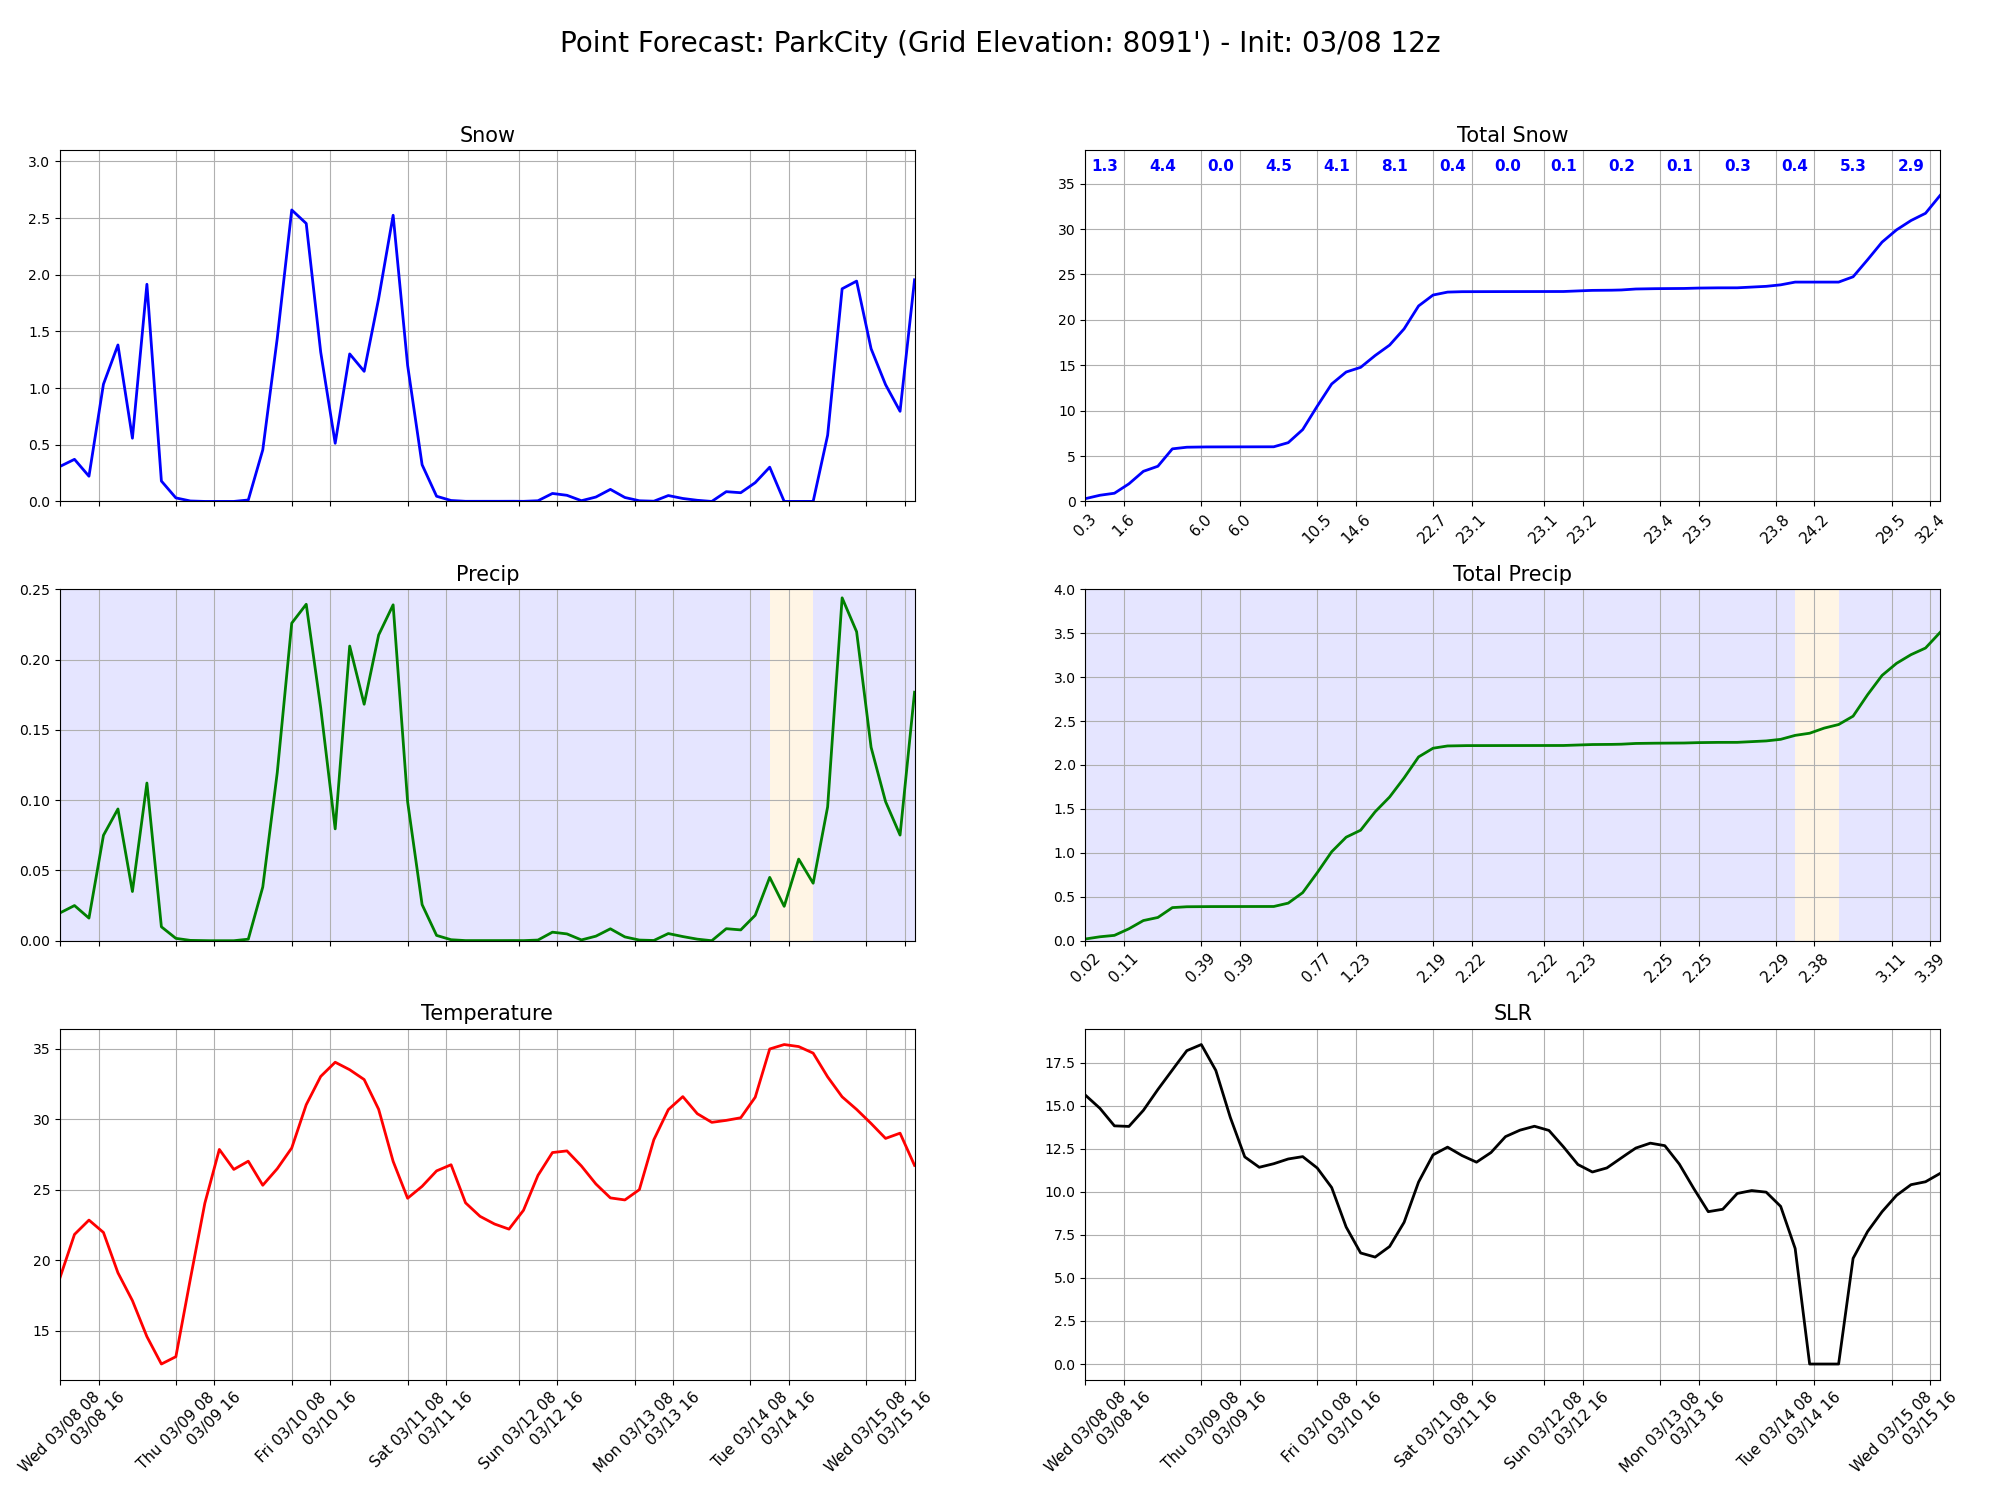 Point Forecast: ParkCity (Grid Elevation: 8091') - Init: 03/08 12z
Snow
3.0
2.5
2.0
1.5
1.0
0.5
0.0
Total Snow
1.3 4.4 0.0 4.5 4.1 8.1 0.4 0.0 0.1 0.2 0.1 0.3 0.4 5.3 2.9
35
30
25
20
15
10
5
0
0.3 1.6 6.0 6.0 10.5 14.6 22.7 23.1 23.1 23.2 23.4 23.5 23.8 24.2 29.5 32.4
Precip
0.25
0.20
0.15
0.10
0.05
0.00
Total Precip
4.0
3.5
3.0
2.5
2.0
1.5
1.0
0.5
0.0
0.02 0.11 0.39 0.39 0.77 1.23 2.19 2.22 2.22 2.23 2.25 2.25 2.29 2.38 3.11 3.39
Temperature
35
30
25
20
15
Wed 03/08 08
03/08 16
Thu 03/09 08
03/09 16
Fri 03/10 08
03/10 16
Sat 03/11 08
03/11 16
Sun 03/12 08
03/12 16
Mon 03/13 08
03/13 16
Tue 03/14 08
03/14 16
Wed 03/15 08
03/15 16
SLR
17.5
15.0
12.5
10.0
7.5
5.0
2.5
0.0
Wed 03/08 08
03/08 16
Thu 03/09 08
03/09 16
Fri 03/10 08
03/10 16
Sat 03/11 08
03/11 16
Sun 03/12 08
03/12 16
Mon 03/13 08
03/13 16
Tue 03/14 08
03/14 16
Wed 03/15 08
03/15 16